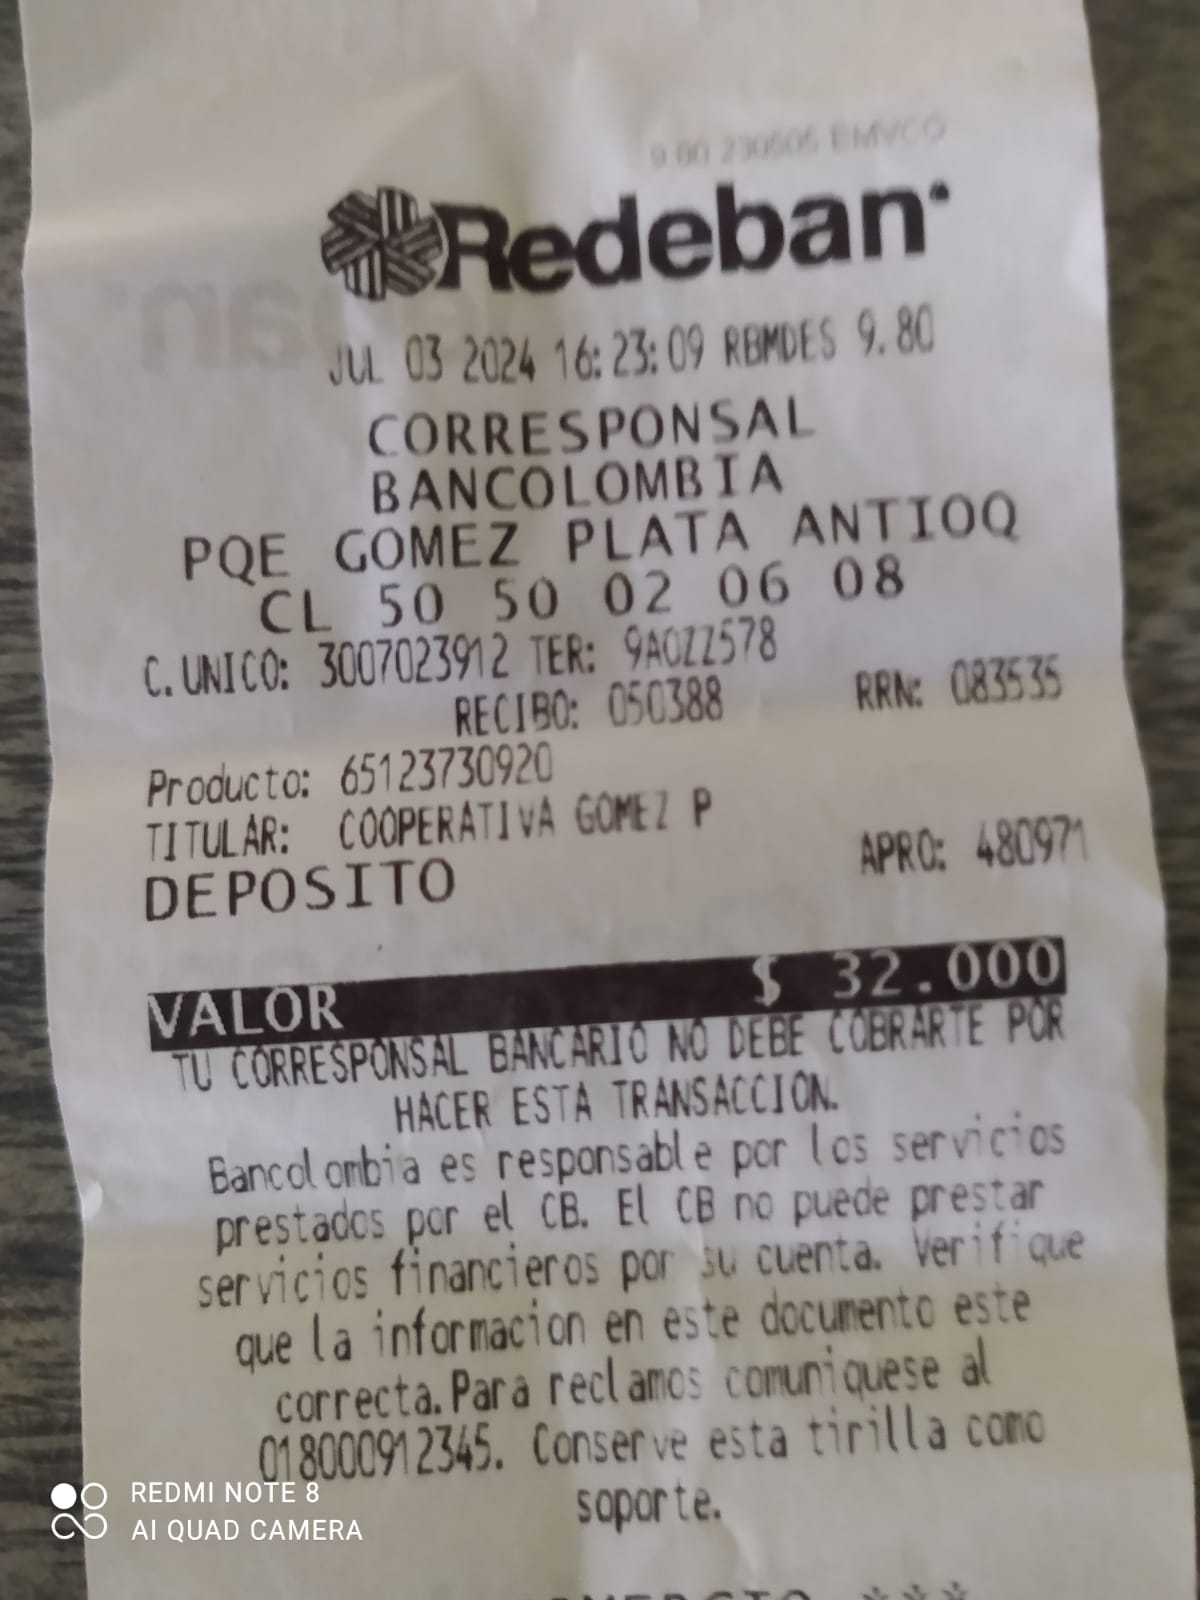 9.80 230505 EMVCO
Redeban
JUL 03 2024 16:23:09 RBMDES 9.80
CORRESPONSAL
BANCOLOMBIA
PQE GOMEZ PLATA ANTIOQ
CL 50 50 02 06 08
C. UNICO: 3007023912 TER: 9AOZZ578
RECIBO: 050388 RRN: 083535
Producto: 65123730920
TITULAR: COOPERATIVA GOMEZ P
DEPOSITO APRO: 480971
VALOR $ 32.000
TU CORRESPONSAL BANCARIO NO DEBE COBRARTE POR
HACER ESTA TRANSACCION.
Bancolombia es responsable por los servicios
prestados por el CB. El CB no puede prestar
servicios financieros por su cuenta. Verifique
que la informacion en este documento este
correcta. Para reclamos comuniquese al
018000912345. Conserve esta tirilla como
soporte.
REDMI NOTE 8
AI QUAD CAMERA